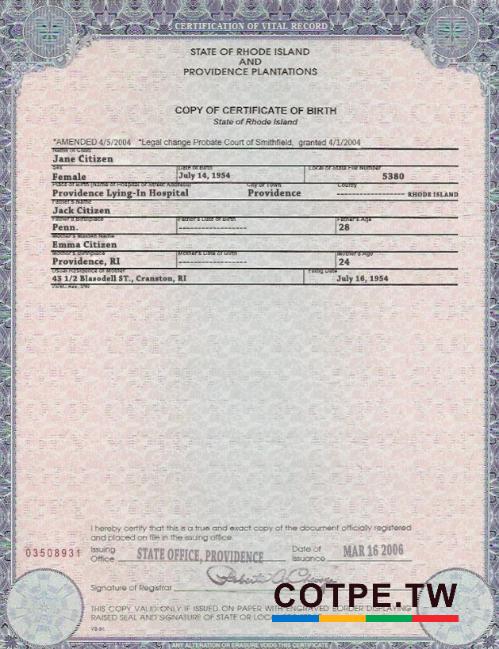 CERTIFICATION OF VITAL RECORD
STATE OF RHODE ISLAND
AND
PROVIDENCE PLANTATIONS
COPY OF CERTIFICATE OF BIRTH
State of Rhode Island
*AMENDED 4/5/2004 *Legal change Probate Court of Smithfield, granted 4/1/2004
Name of Child
Jane Citizen
Sex Date of Birth Local or State File Number
Female July 14, 1954 5380
Place of Birth (Name of Hospital or Street Address) City or Town County
Providence Lying-In Hospital Providence RHODE ISLAND
Father's Name
Jack Citizen
Father's Birthplace Father's Date of Birth Father's Age
Penn. 28
Mother's Maiden Name
Emma Citizen
Mother's Birthplace Mother's Date of Birth Mother's Age
Providence, RI 24
Usual Residence of Mother Filing Date
43 1/2 Blasodell ST., Cranston, RI July 16, 1954
I hereby certify that this is a true and exact copy of the document officially registered
and placed on file in the issuing office.
03508931
Issuing Office STATE OFFICE, PROVIDENCE Date of Issuance MAR 16 2006
Signature of Registrar
COTPE.TW
THIS COPY VALID ONLY IF ISSUED ON PAPER WITH ENGRAVED BORDER DISPLAYING
RAISED SEAL AND SIGNATURE OF STATE OR LOC
ANY ALTERATION OR ERASURE VOIDS THIS CERTIFICATE